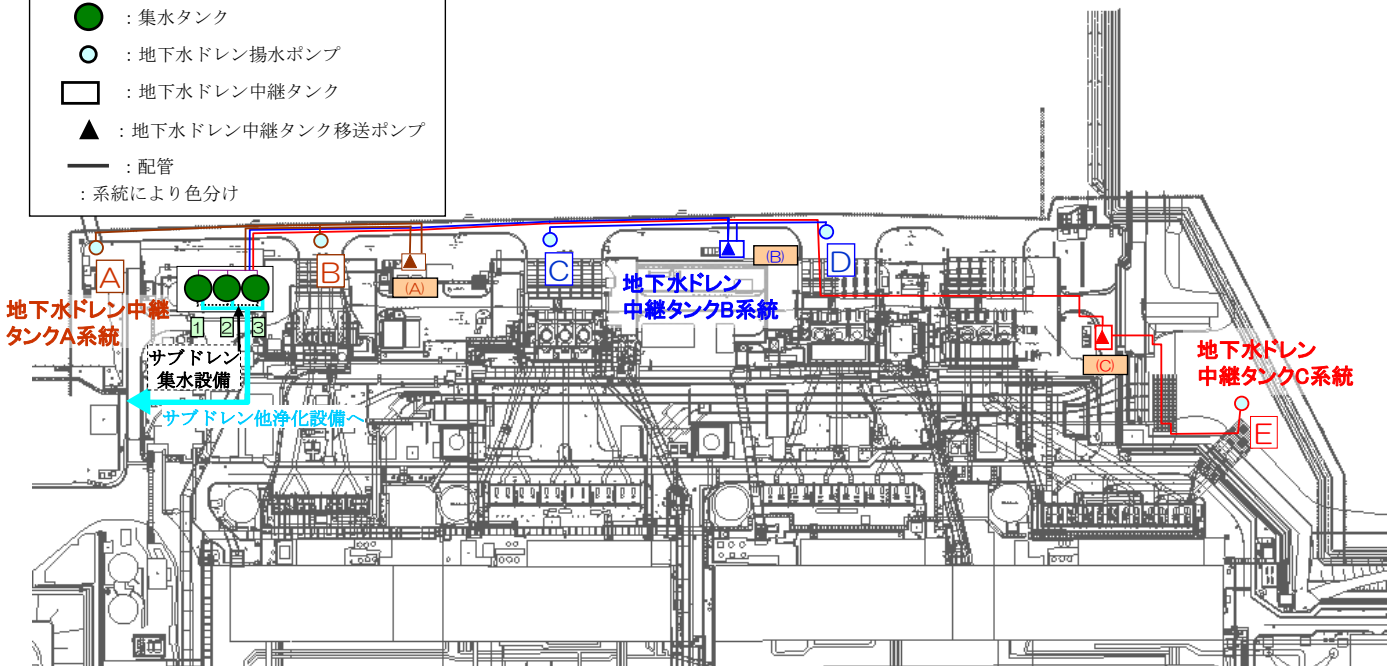 : 集水タンク
: 地下水ドレン揚水ポンプ
: 地下水ドレン中継タンク
: 地下水ドレン中継タンク移送ポンプ
: 配管
: 系統により色分け
A
B
C
D
E
(A)
(B)
(C)
1
2
3
地下水ドレン中継
タンクA系統
地下水ドレン
中継タンクB系統
地下水ドレン
中継タンクC系統
サブドレン
集水設備
サブドレン他浄化設備へ